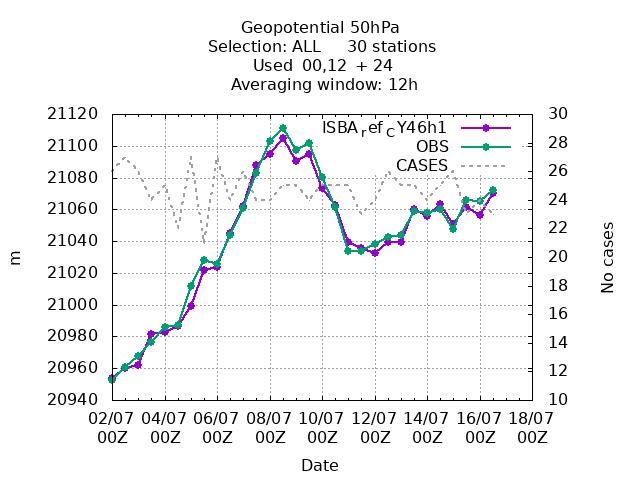 Geopotential 50hPa
Selection: ALL 30 stations
Used 00,12 + 24
Averaging window: 12h
21120
21100
21080
21060
21040
21020
21000
20980
20960
20940
m
30
28
26
24
22
20
18
16
14
12
10
No cases
ISBA_ref_CY46h1
OBS
CASES
02/07 04/07 06/07 08/07 10/07 12/07 14/07 16/07 18/07
00Z 00Z 00Z 00Z 00Z 00Z 00Z 00Z 00Z
Date